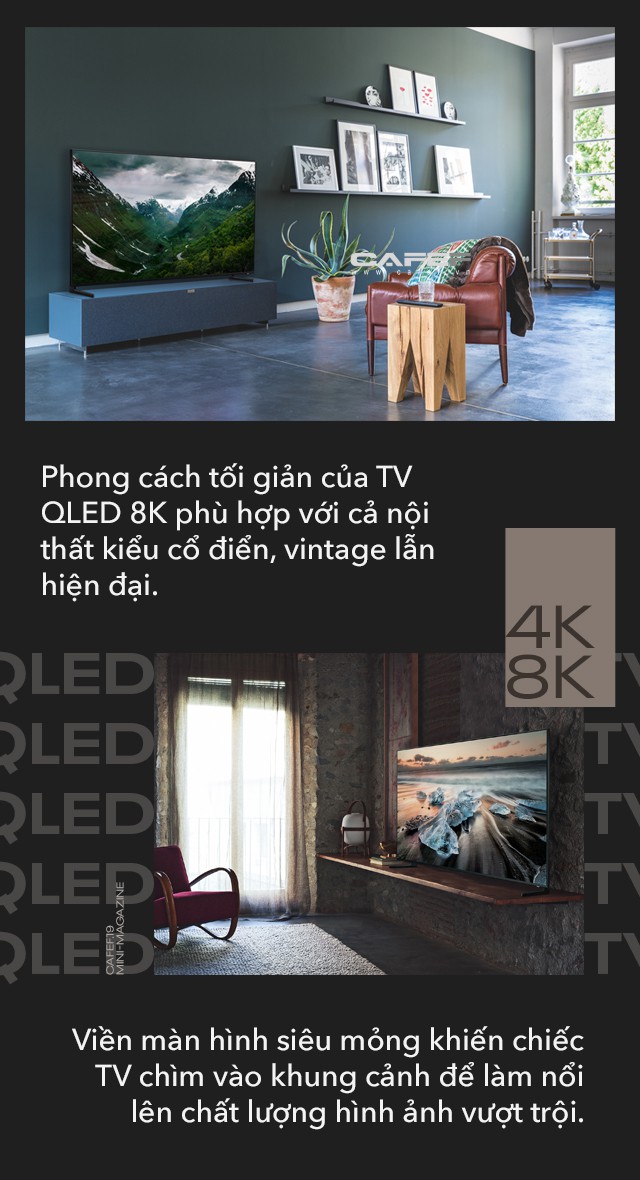 CAFEF
Phong cách tối giản của TV
QLED 8K phù hợp với cả nội
thất kiểu cổ điển, vintage lẫn
hiện đại.
4K
8K
QLED TV
QLED TV
QLED TV
QLED TV
QLED TV
CAFEF19
MINI-MAGAZINE
Viền màn hình siêu mỏng khiến chiếc
TV chìm vào khung cảnh để làm nổi
lên chất lượng hình ảnh vượt trội.